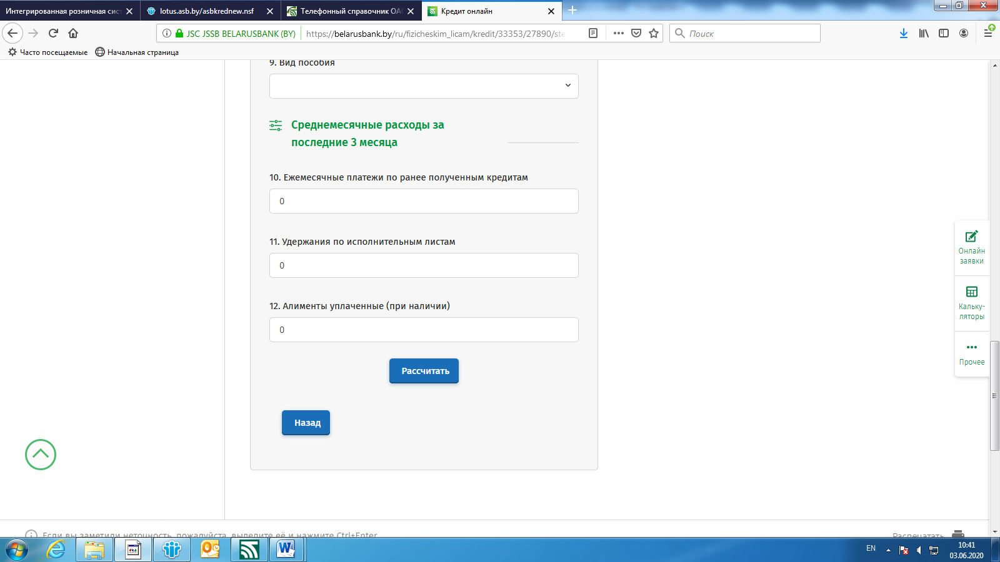 Интегрированная розничная сист
lotus.asb.by/asbkrednew.nsf
Телефонный справочник ОА
Кредит онлайн
JSC JSSB BELARUSBANK (BY)
https://belarusbank.by/ru/fizicheskim_licam/kredit/33353/27890/ste
Поиск
Часто посещаемые
Начальная страница
9. Вид пособия
Среднемесячные расходы за
последние 3 месяца
10. Ежемесячные платежи по ранее полученным кредитам
0
11. Удержания по исполнительным листам
0
12. Алименты уплаченные (при наличии)
0
Рассчитать
Назад
Онлайн
заявки
Кальку-
ляторы
Прочее
Если вы заметили неточность, пожалуйста, выделите её и нажмите Ctrl+Enter
Распечатать
EN
10:41
03.06.2020